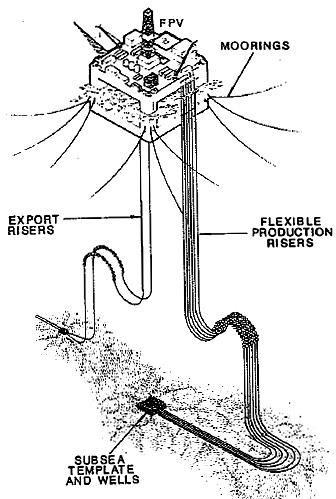 FPV
MOORINGS
EXPORT
RISERS
FLEXIBLE
PRODUCTION
RISERS
SUBSEA
TEMPLATE
AND WELLS